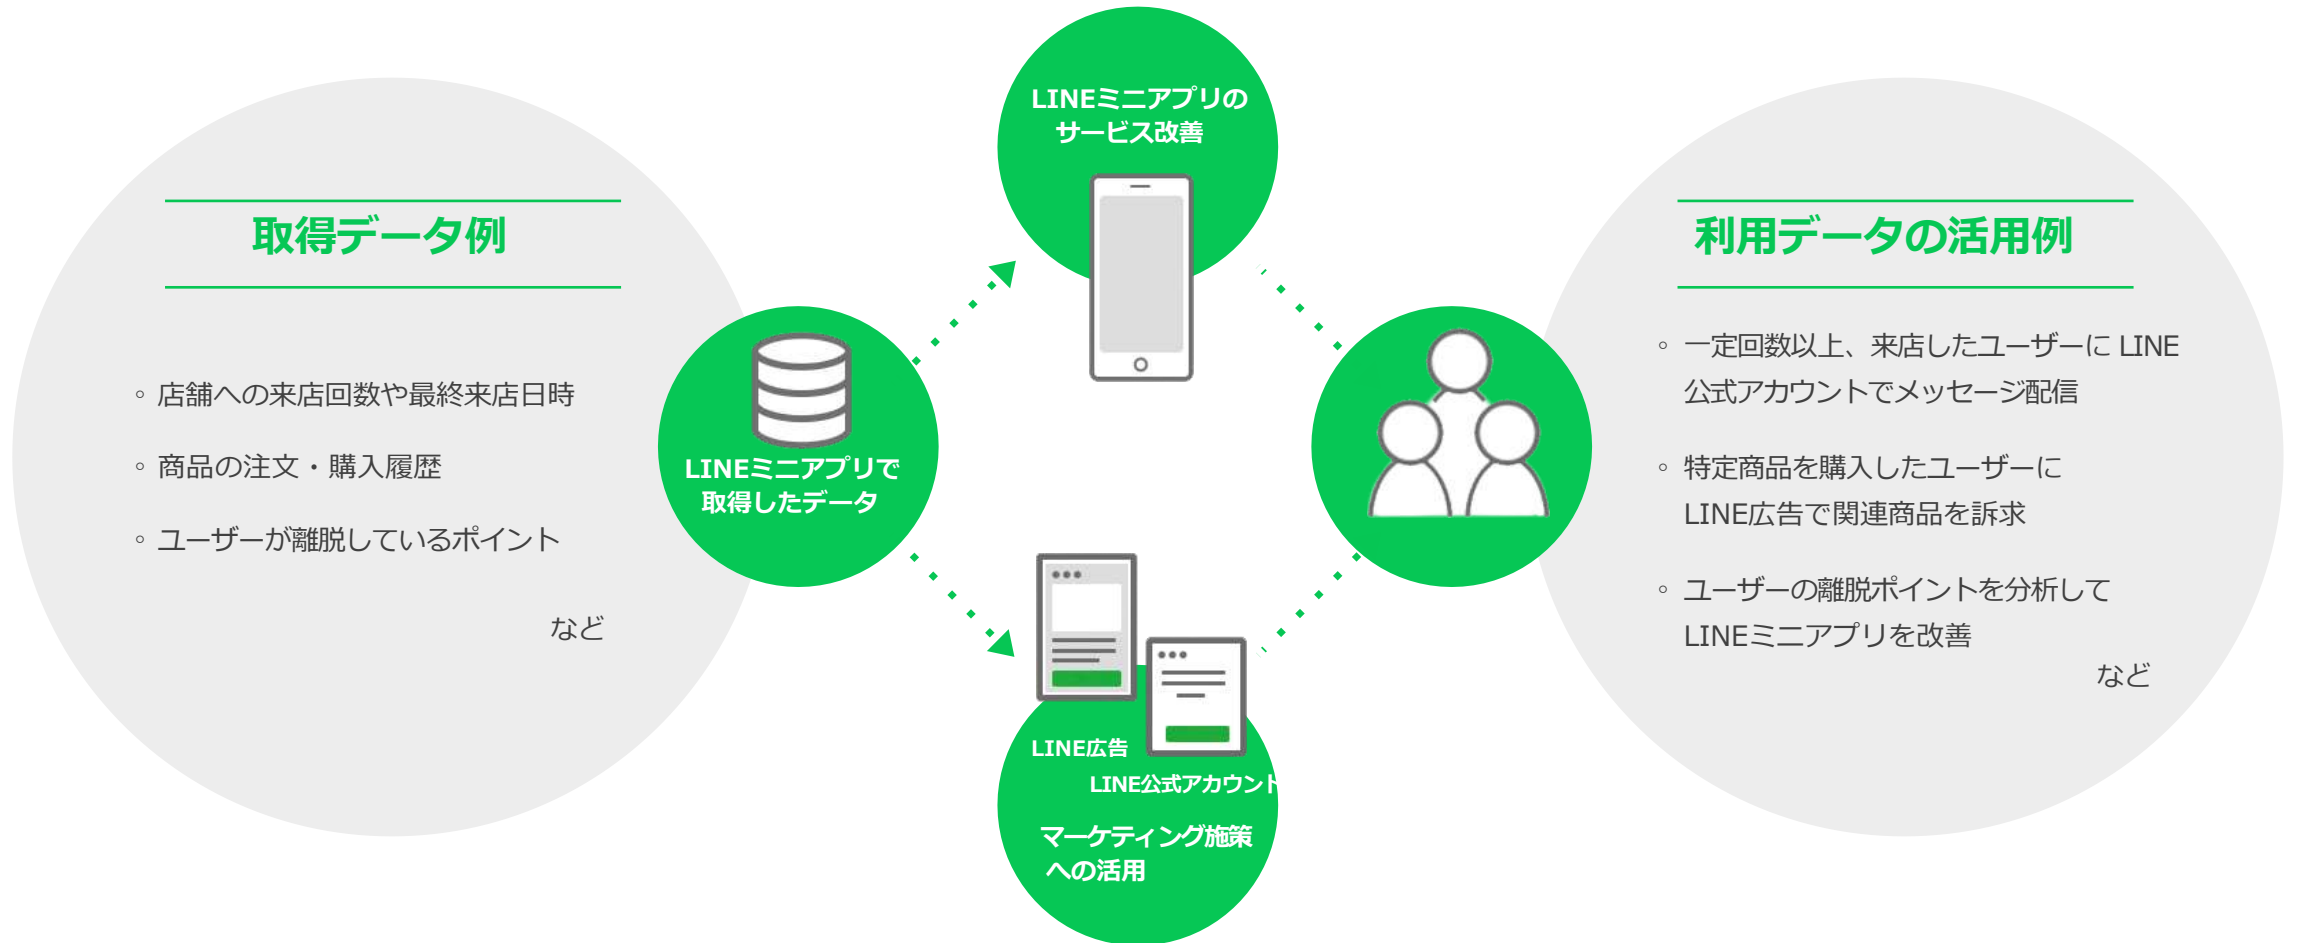 取得データ例
◦ 店舗への来店回数や最終来店日時
◦ 商品の注文・購入履歴
◦ ユーザーが離脱しているポイント
など
LINEミニアプリで
取得したデータ
LINEミニアプリの
サービス改善
LINE広告
LINE公式アカウント
マーケティング施策
への活用
利用データの活用例
◦ 一定回数以上、来店したユーザーに LINE
公式アカウントでメッセージ配信
◦ 特定商品を購入したユーザーに
LINE広告で関連商品を訴求
◦ ユーザーの離脱ポイントを分析して
LINEミニアプリを改善
など